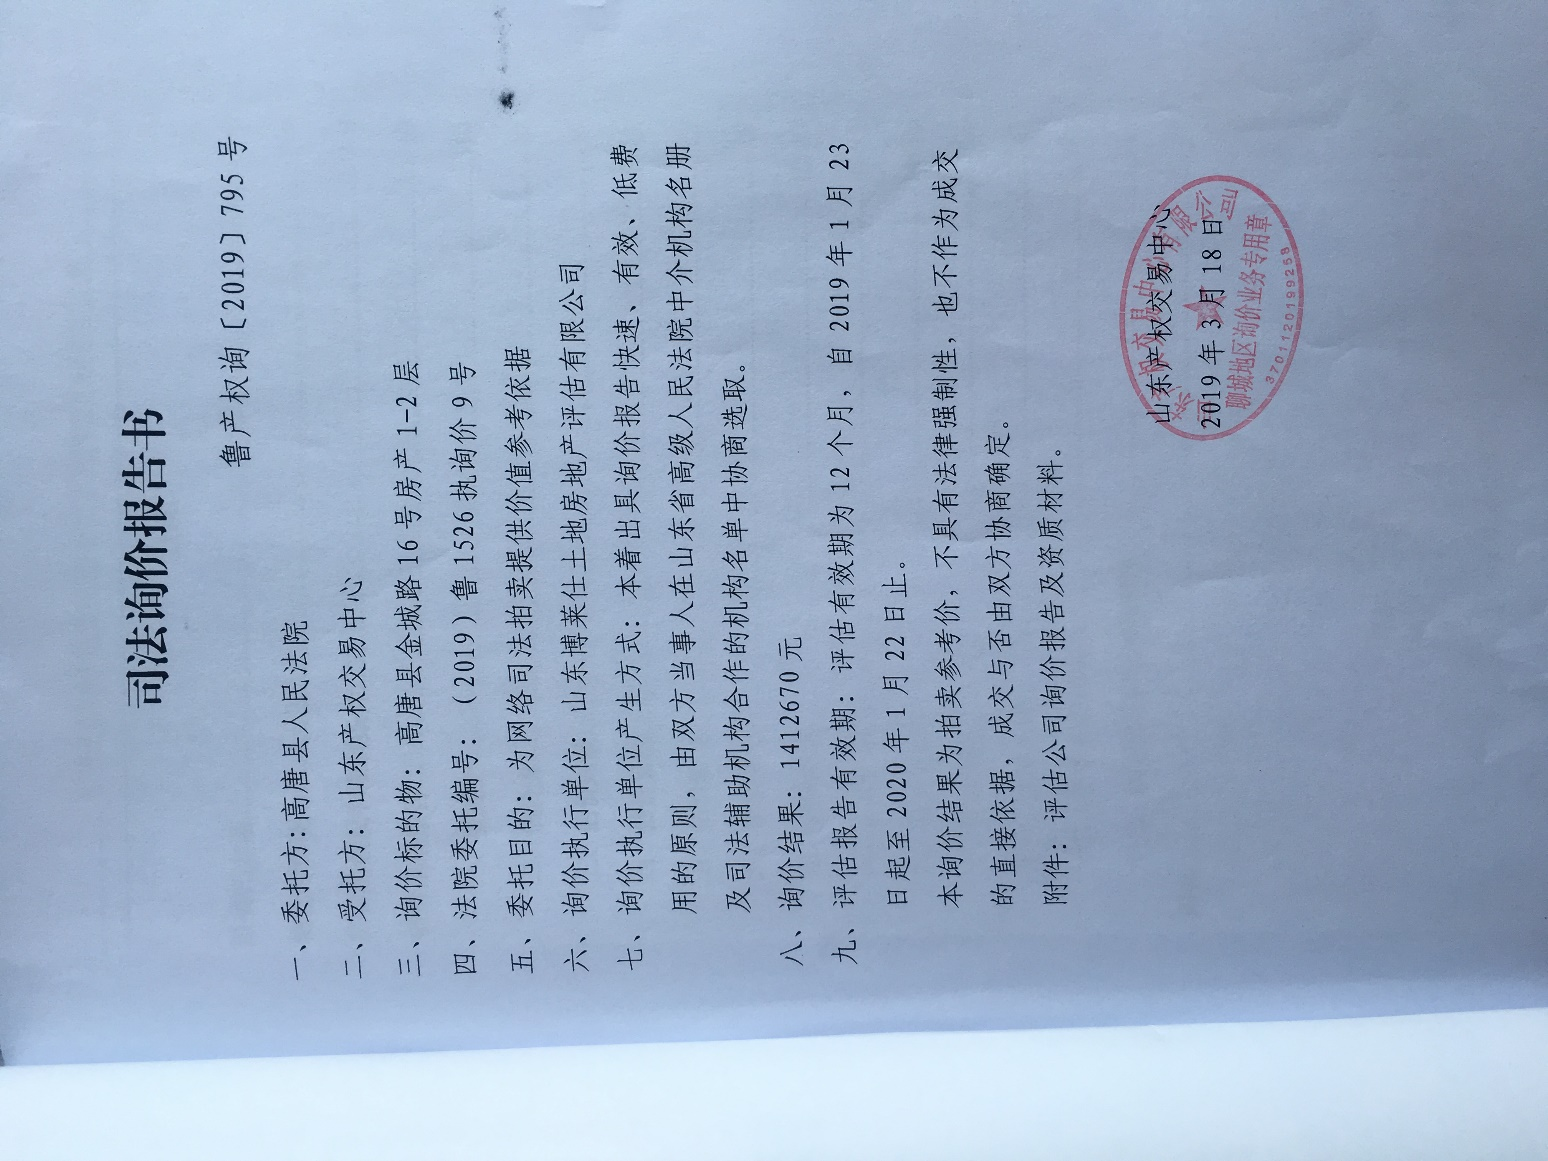 司法询价报告书
鲁产权询〔2019〕795号
一、委托方:高唐县人民法院
二、受托方：山东产权交易中心
三、询价标的物：高唐县金城路16号房产1-2层
四、法院委托编号：（2019）鲁1526执询价9号
五、委托目的：为网络司法拍卖提供价值参考依据
六、询价执行单位：山东博莱仕土地房地产评估有限公司
七、询价执行单位产生方式：本着出具询价报告快速、有效、低费
用的原则，由双方当事人在山东省高级人民法院中介机构名册
及司法辅助机构合作的机构名单中协商选取。
八、询价结果：1412670元
九、评估报告有效期：评估有效期为12个月，自2019年1月23
日起至2020年1月22日止。
本询价结果为拍卖参考价，不具有法律强制性，也不作为成交
的直接依据，成交与否由双方协商确定。
附件：评估公司询价报告及资质材料。
山东产权交易中心
2019年3月18日
山东产权交易中心有限公司
聊城地区询价业务专用章
3701120199258